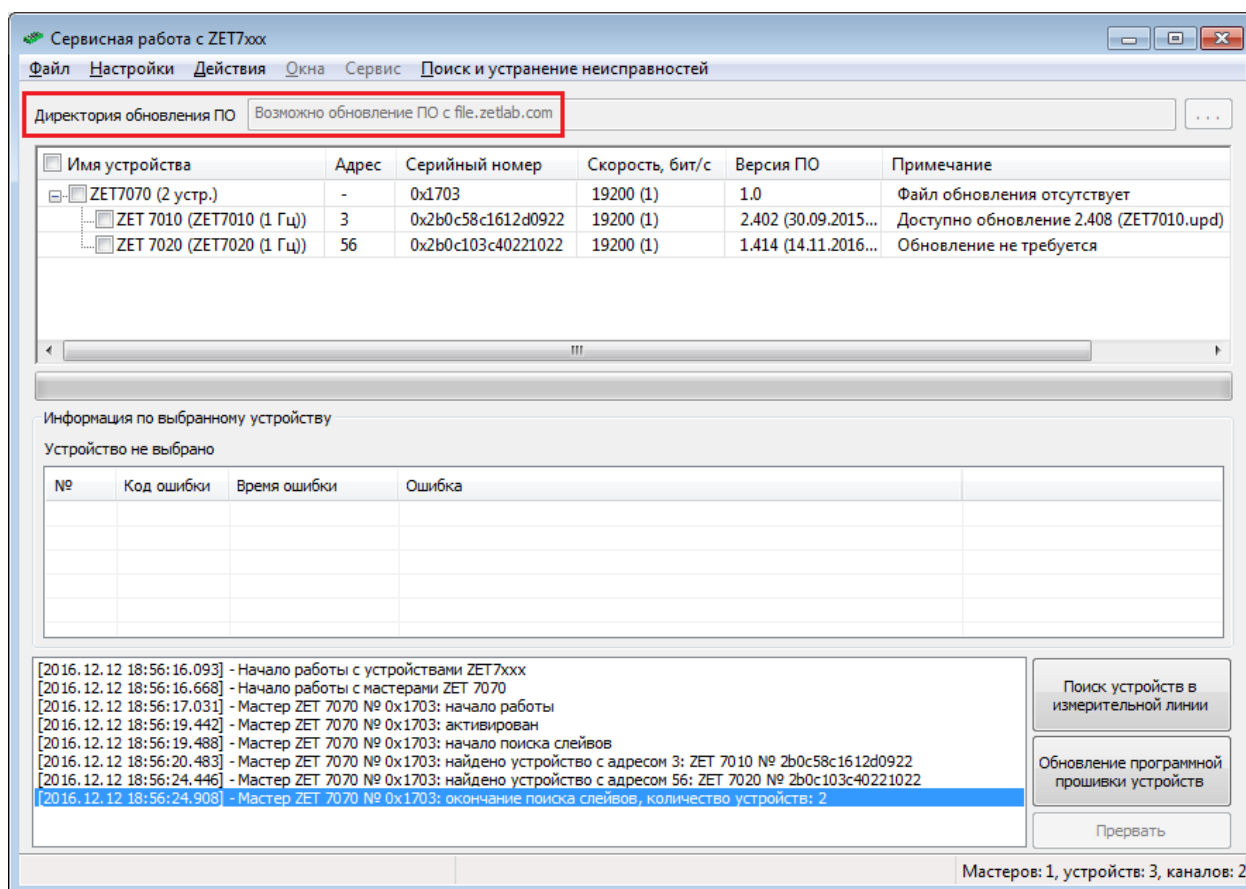 Сервисная работа с ZET7xxx
Файл Настройки Действия Окна Сервис Поиск и устранение неисправностей
Директория обновления ПО Возможно обновление ПО с file.zetlab.com ...
Имя устройства Адрес Серийный номер Скорость, бит/с Версия ПО Примечание
ZET7070 (2 устр.) - 0x1703 19200 (1) 1.0 Файл обновления отсутствует
ZET 7010 (ZET7010 (1 Гц)) 3 0x2b0c58c1612d0922 19200 (1) 2.402 (30.09.2015... Доступно обновление 2.408 (ZET7010.upd)
ZET 7020 (ZET7020 (1 Гц)) 56 0x2b0c103c40221022 19200 (1) 1.414 (14.11.2016... Обновление не требуется
Информация по выбранному устройству
Устройство не выбрано
№ Код ошибки Время ошибки Ошибка
[2016.12.12 18:56:16.093] - Начало работы с устройствами ZET7xxx
[2016.12.12 18:56:16.668] - Начало работы с мастерами ZET 7070
[2016.12.12 18:56:17.031] - Мастер ZET 7070 № 0x1703: начало работы
[2016.12.12 18:56:19.442] - Мастер ZET 7070 № 0x1703: активирован
[2016.12.12 18:56:19.488] - Мастер ZET 7070 № 0x1703: начало поиска слейвов
[2016.12.12 18:56:20.483] - Мастер ZET 7070 № 0x1703: найдено устройство с адресом 3: ZET 7010 № 2b0c58c1612d0922
[2016.12.12 18:56:24.446] - Мастер ZET 7070 № 0x1703: найдено устройство с адресом 56: ZET 7020 № 2b0c103c40221022
[2016.12.12 18:56:24.908] - Мастер ZET 7070 № 0x1703: окончание поиска слейвов, количество устройств: 2
Поиск устройств в
измерительной линии
Обновление программной
прошивки устройств
Прервать
Мастеров: 1, устройств: 3, каналов: 2